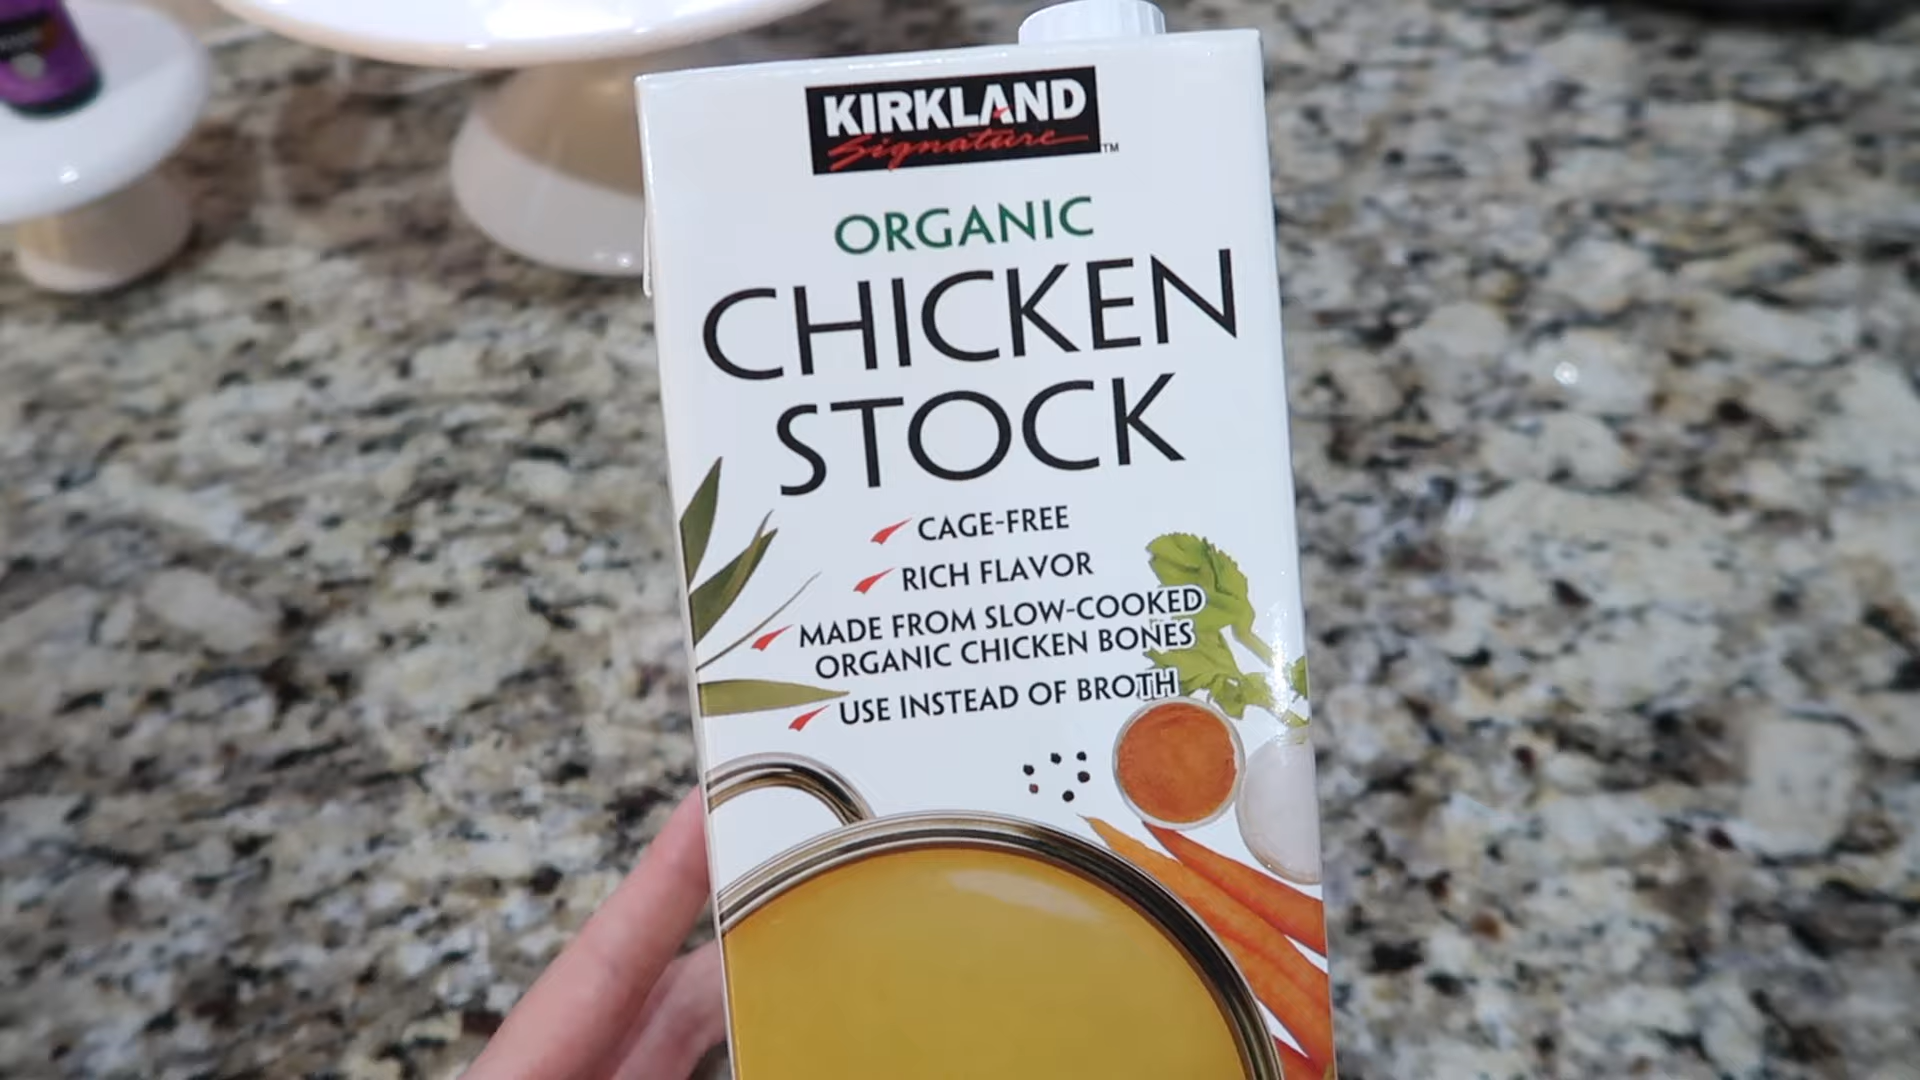 KIRKLAND
Signature™
ORGANIC
CHICKEN
STOCK
CAGE-FREE
RICH FLAVOR
MADE FROM SLOW-COOKED
ORGANIC CHICKEN BONES
USE INSTEAD OF BROTH